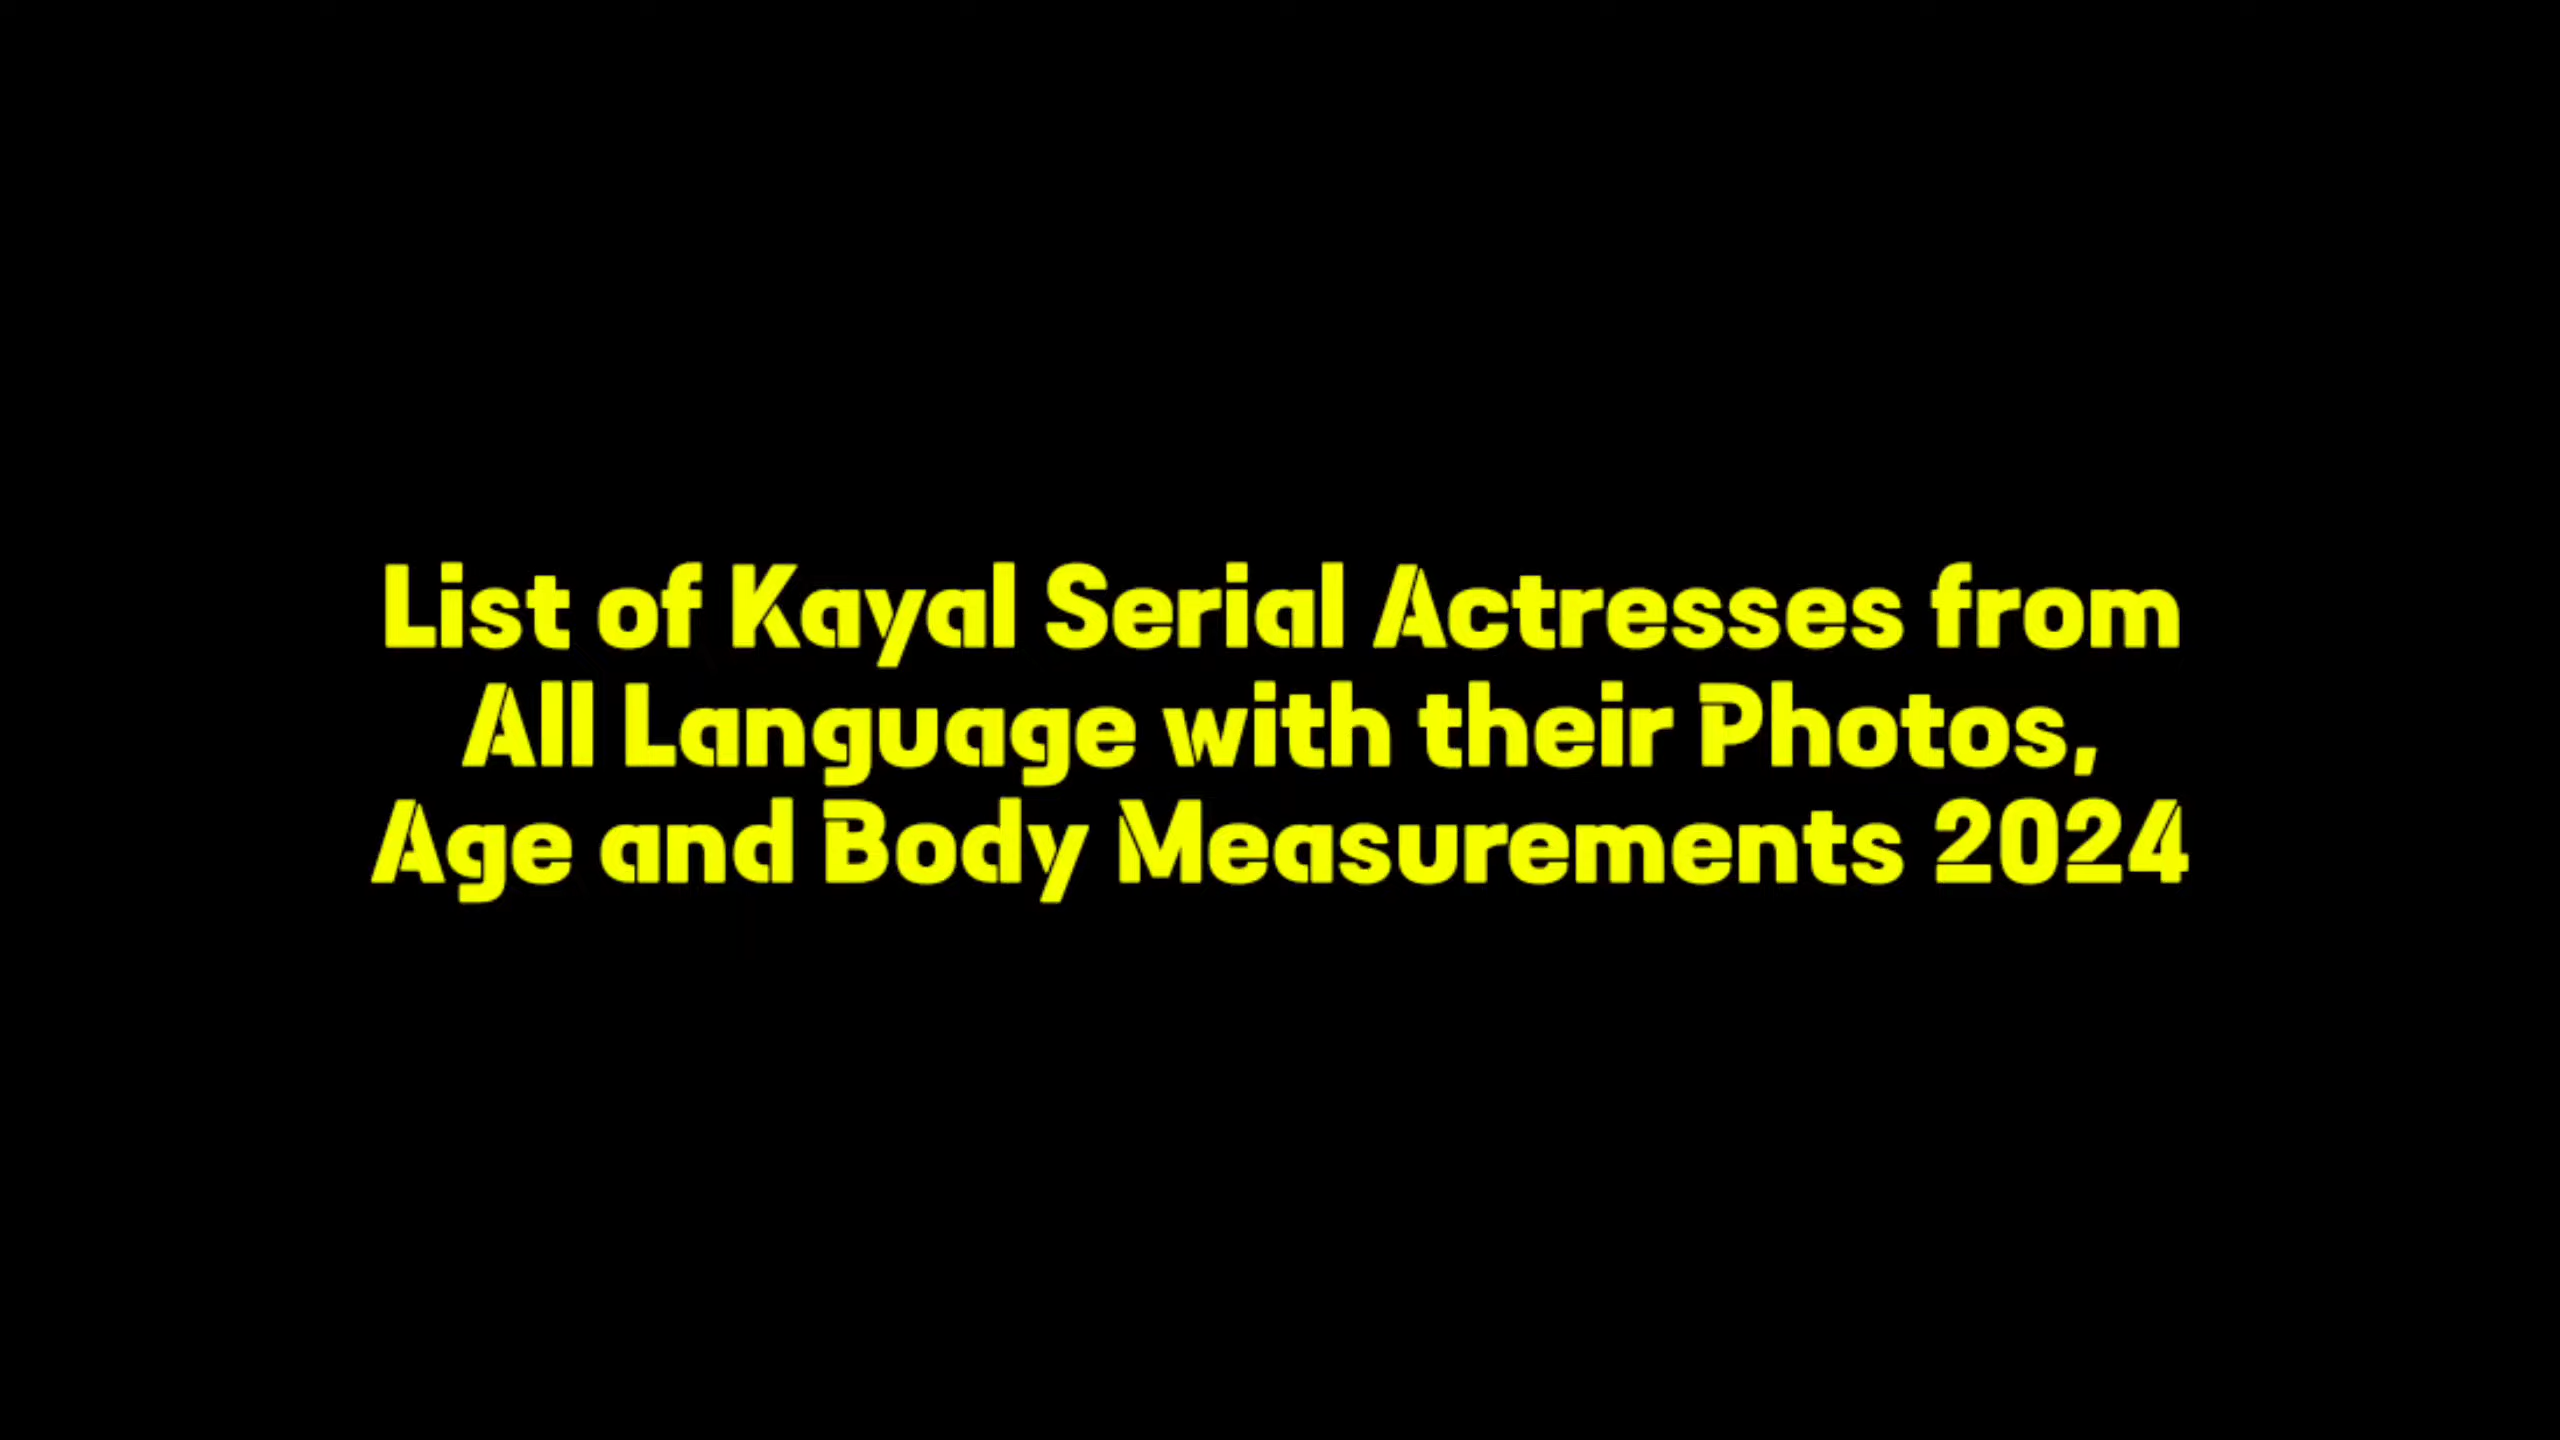 List of Kayal Serial Actresses from
All Language with their Photos,
Age and Body Measurements 2024